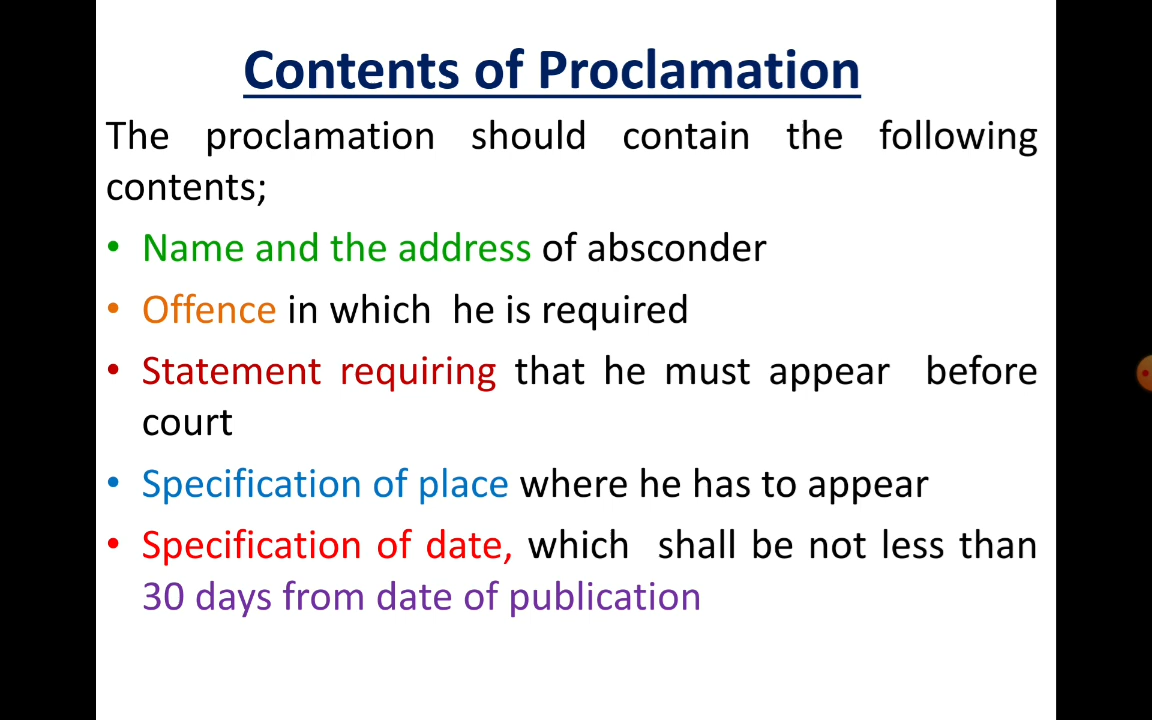 Contents of Proclamation
The proclamation should contain the following
contents;
• Name and the address of absconder
• Offence in which he is required
• Statement requiring that he must appear before
court
• Specification of place where he has to appear
• Specification of date, which shall be not less than
30 days from date of publication